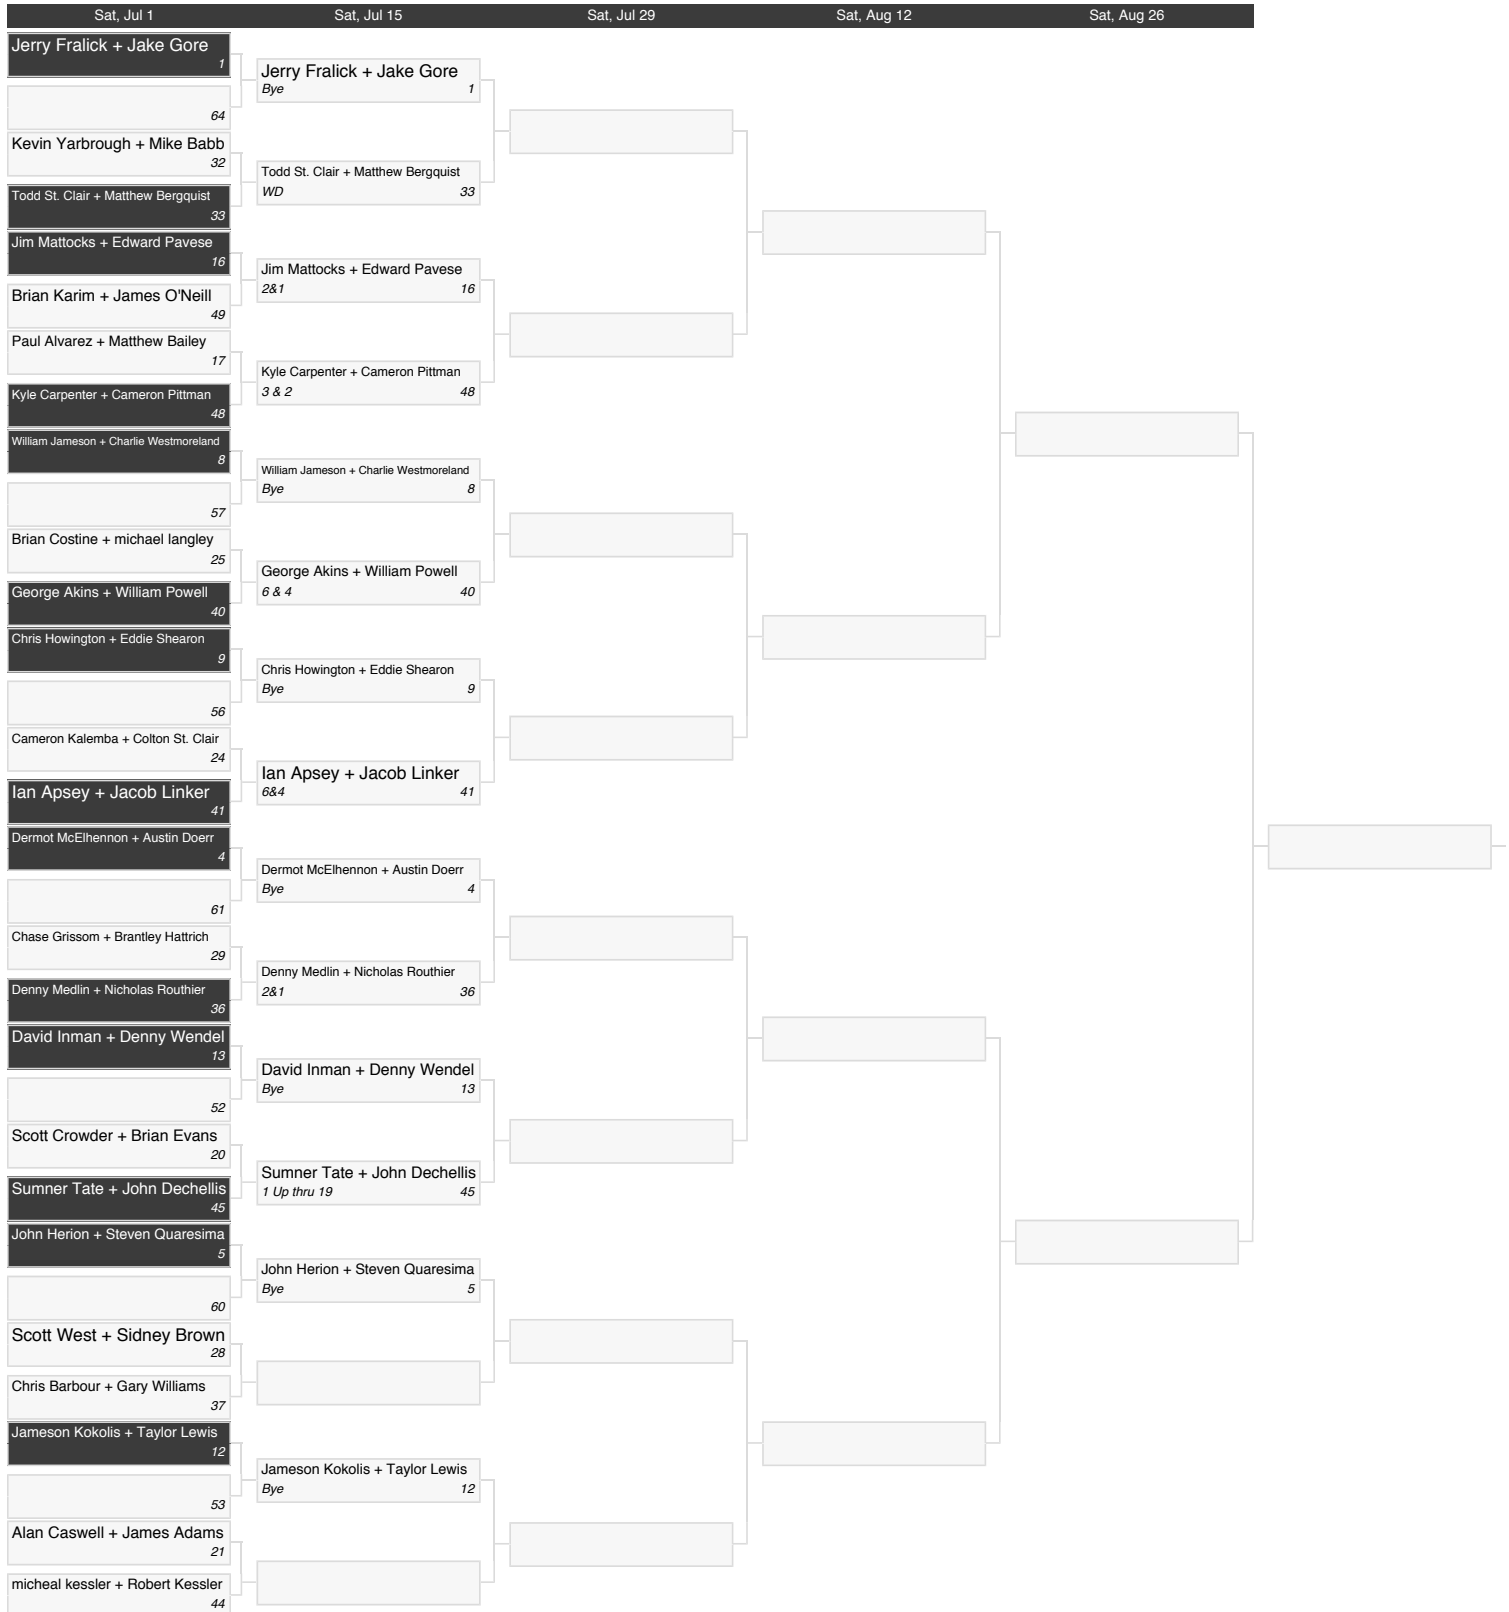 Sat, Jul 1
Sat, Jul 15
Sat, Jul 29
Sat, Aug 12
Sat, Aug 26
Jerry Fralick + Jake Gore
1
64
Kevin Yarbrough + Mike Babb
32
Todd St. Clair + Matthew Bergquist
33
Jim Mattocks + Edward Pavese
16
Brian Karim + James O'Neill
49
Paul Alvarez + Matthew Bailey
17
Kyle Carpenter + Cameron Pittman
48
William Jameson + Charlie Westmoreland
8
57
Brian Costine + michael langley
25
George Akins + William Powell
40
Chris Howington + Eddie Shearon
9
56
Cameron Kalemba + Colton St. Clair
24
Ian Apsey + Jacob Linker
41
Dermot McElhennon + Austin Doerr
4
61
Chase Grissom + Brantley Hattrich
29
Denny Medlin + Nicholas Routhier
36
David Inman + Denny Wendel
13
52
Scott Crowder + Brian Evans
20
Sumner Tate + John Dechellis
45
John Herion + Steven Quaresima
5
60
Scott West + Sidney Brown
28
Chris Barbour + Gary Williams
37
Jameson Kokolis + Taylor Lewis
12
53
Alan Caswell + James Adams
21
micheal kessler + Robert Kessler
44
Jerry Fralick + Jake Gore
Bye 1
Todd St. Clair + Matthew Bergquist
WD 33
Jim Mattocks + Edward Pavese
2&1 16
Kyle Carpenter + Cameron Pittman
3 & 2 48
William Jameson + Charlie Westmoreland
Bye 8
George Akins + William Powell
6 & 4 40
Chris Howington + Eddie Shearon
Bye 9
Ian Apsey + Jacob Linker
6&4 41
Dermot McElhennon + Austin Doerr
Bye 4
Denny Medlin + Nicholas Routhier
2&1 36
David Inman + Denny Wendel
Bye 13
Sumner Tate + John Dechellis
1 Up thru 19 45
John Herion + Steven Quaresima
Bye 5
Jameson Kokolis + Taylor Lewis
Bye 12